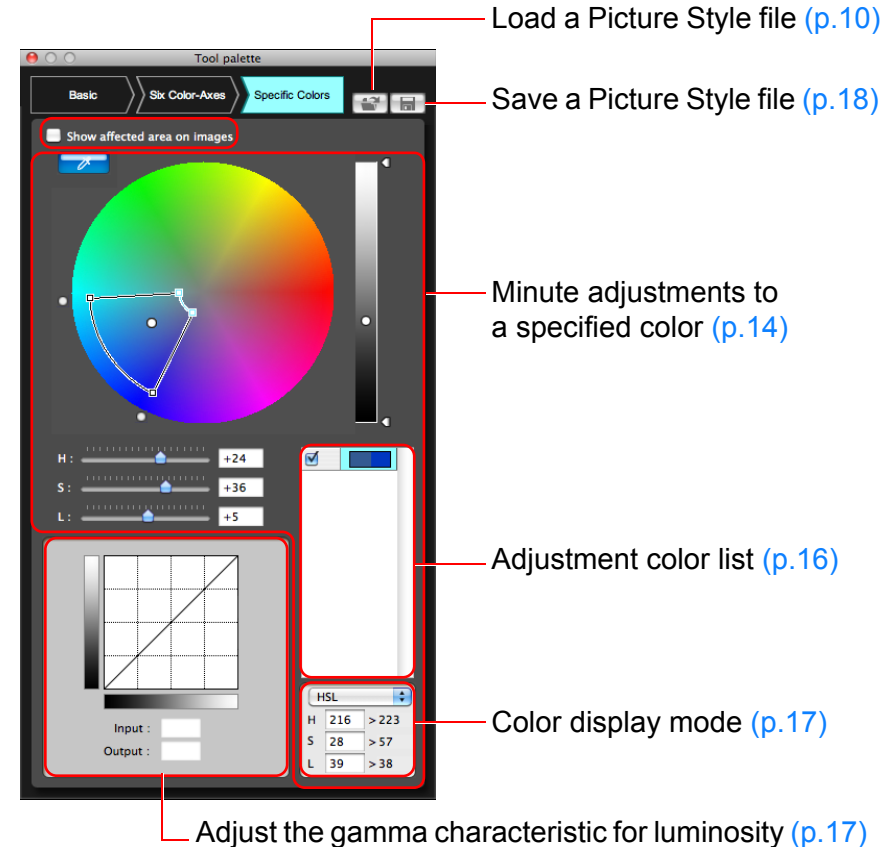 Load a Picture Style file (p.10)
Tool palette
Basic
Six Color-Axes
Specific Colors
Save a Picture Style file (p.18)
Show affected area on images
Minute adjustments to
a specified color (p.14)
H : +24
S : +36
L : +5
Adjustment color list (p.16)
HSL
H 216 > 223
S 28 > 57
L 39 > 38
Color display mode (p.17)
Input :
Output :
Adjust the gamma characteristic for luminosity (p.17)